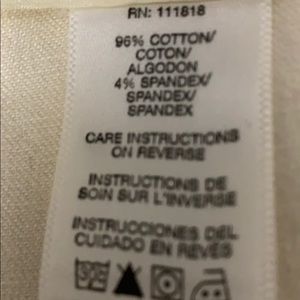 RN: 111818
96% COTTON/
COTON/
ALGODON
4% SPANDEX/
SPANDEX/
SPANDEX
CARE INSTRUCTIONS
ON REVERSE
INSTRUCTIONS DE
SOIN SUR L'INVERSE
INSTRUCCIONES DEL
CUIDADO EN REVÉS